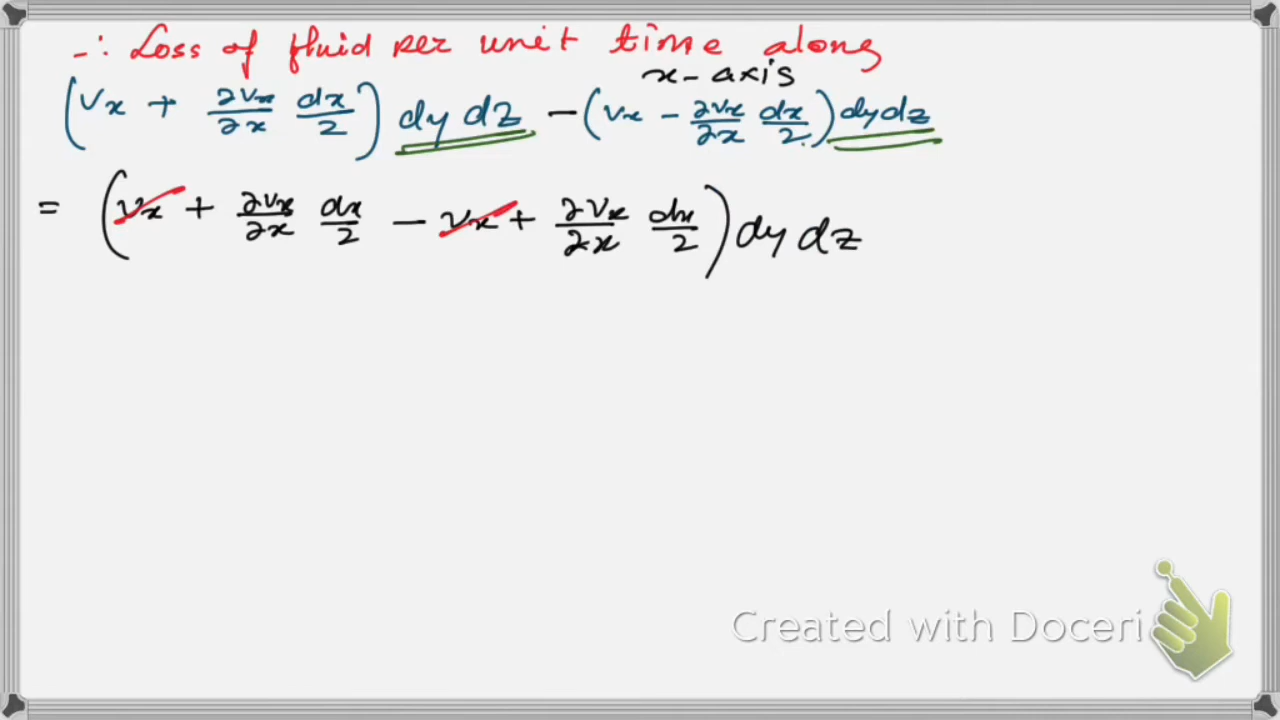 ∴ Loss of fluid per unit time along
x-axis
(Vx + ∂Vx/∂x dx/2) dy dz - (Vx - ∂Vx/∂x dx/2) dy dz
= (Vx + ∂Vx/∂x dx/2 - Vx + ∂Vx/∂x dx/2) dy dz
Created with Doceri